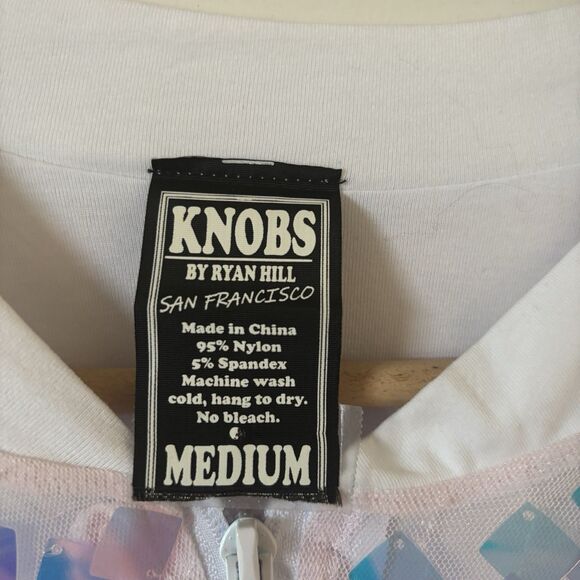 KNOBS
BY RYAN HILL
SAN FRANCISCO
Made in China
95% Nylon
5% Spandex
Machine wash
cold, hang to dry.
No bleach.
MEDIUM